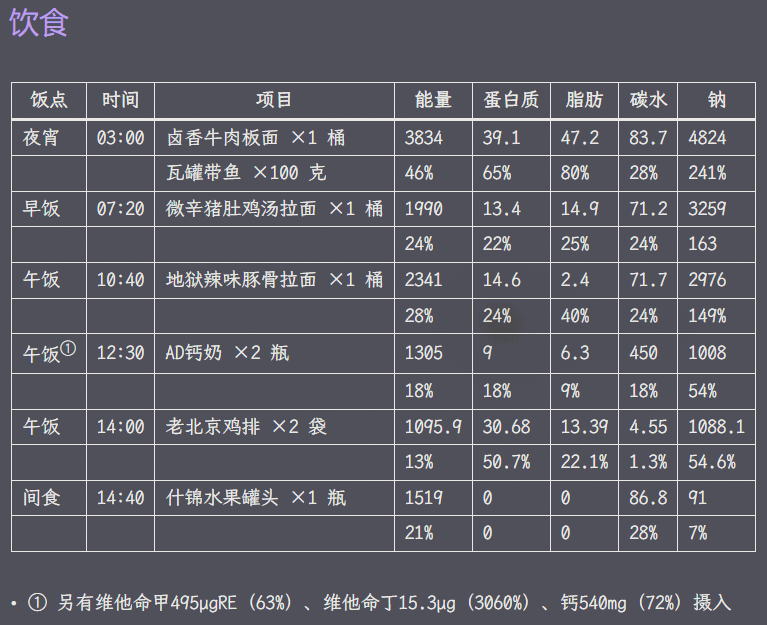 饮食
饭点 时间 项目 能量 蛋白质 脂肪 碳水 钠
夜宵 03:00 卤香牛肉板面 ×1 桶 3834 39.1 47.2 83.7 4824
瓦罐带鱼 ×100 克 46% 65% 80% 28% 241%
早饭 07:20 微辛猪肚鸡汤拉面 ×1 桶 1990 13.4 14.9 71.2 3259
24% 22% 25% 24% 163
午饭 10:40 地狱辣味豚骨拉面 ×1 桶 2341 14.6 2.4 71.7 2976
28% 24% 40% 24% 149%
午饭① 12:30 AD钙奶 ×2 瓶 1305 9 6.3 450 1008
18% 18% 9% 18% 54%
午饭 14:00 老北京鸡排 ×2 袋 1095.9 30.68 13.39 4.55 1088.1
13% 50.7% 22.1% 1.3% 54.6%
间食 14:40 什锦水果罐头 ×1 瓶 1519 0 0 86.8 91
21% 0 0 28% 7%
• ① 另有维他命甲495μgRE（63%）、维他命丁15.3μg（3060%）、钙540mg（72%）摄入